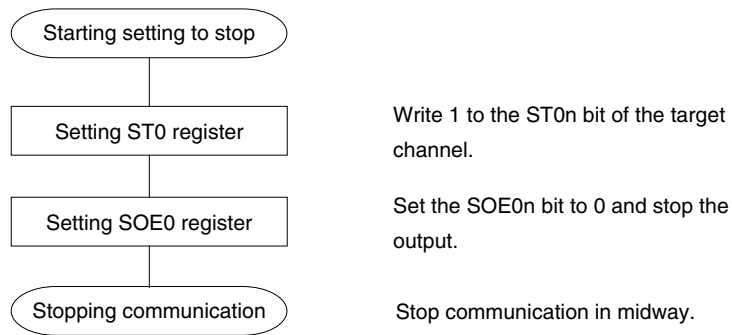 Starting setting to stop
Setting ST0 register
Write 1 to the ST0n bit of the target
channel.
Setting SOE0 register
Set the SOE0n bit to 0 and stop the
output.
Stopping communication
Stop communication in midway.